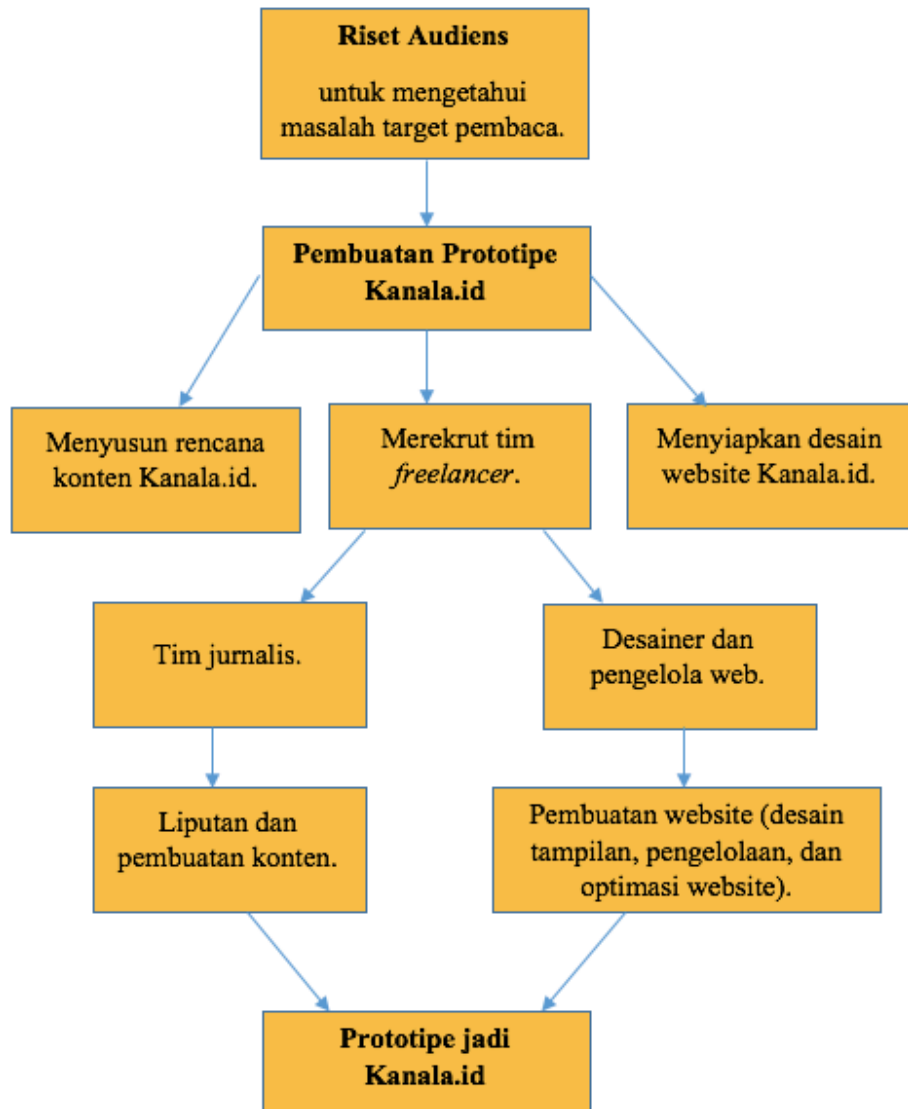 Riset Audiens
untuk mengetahui
masalah target pembaca.
Pembuatan Prototipe
Kanala.id
Menyusun rencana
konten Kanala.id.
Merekrut tim
freelancer.
Menyiapkan desain
website Kanala.id.
Tim jurnalis.
Desainer dan
pengelola web.
Liputan dan
pembuatan konten.
Pembuatan website (desain
tampilan, pengelolaan, dan
optimasi website).
Prototipe jadi
Kanala.id